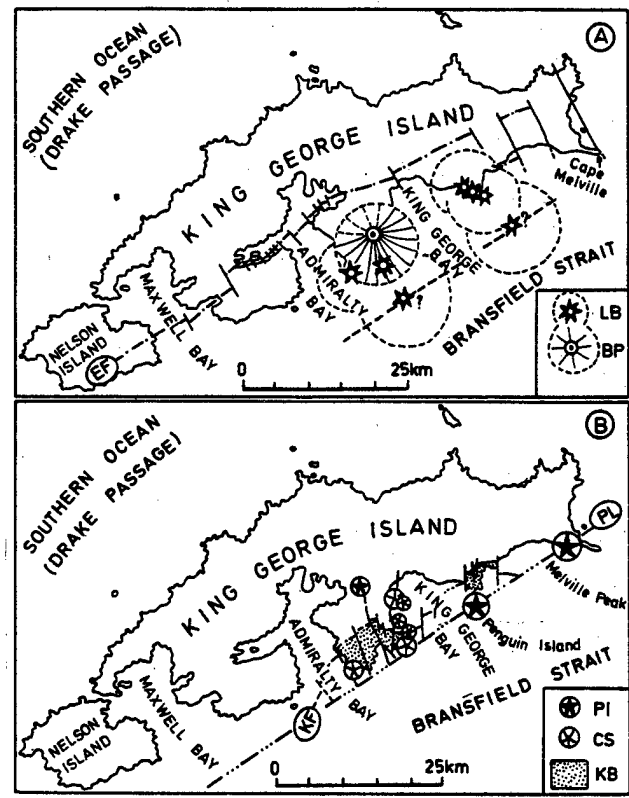 A
SOUTHERN OCEAN
(DRAKE PASSAGE)
KING GEORGE ISLAND
Cape
Melville
KING GEORGE
BAY
?
?
ADMIRALTY
BAY
MAXWELL BAY
BRANSFIELD STRAIT
NELSON
ISLAND
EF
0 25km
LB
BP
B
SOUTHERN OCEAN
(DRAKE PASSAGE)
KING GEORGE ISLAND
PL
Melville Peak
Penguin Island
KING GEORGE
BAY
ADMIRALTY
BAY
MAXWELL BAY
BRANSFIELD STRAIT
NELSON
ISLAND
KF
0 25km
PI
CS
KB